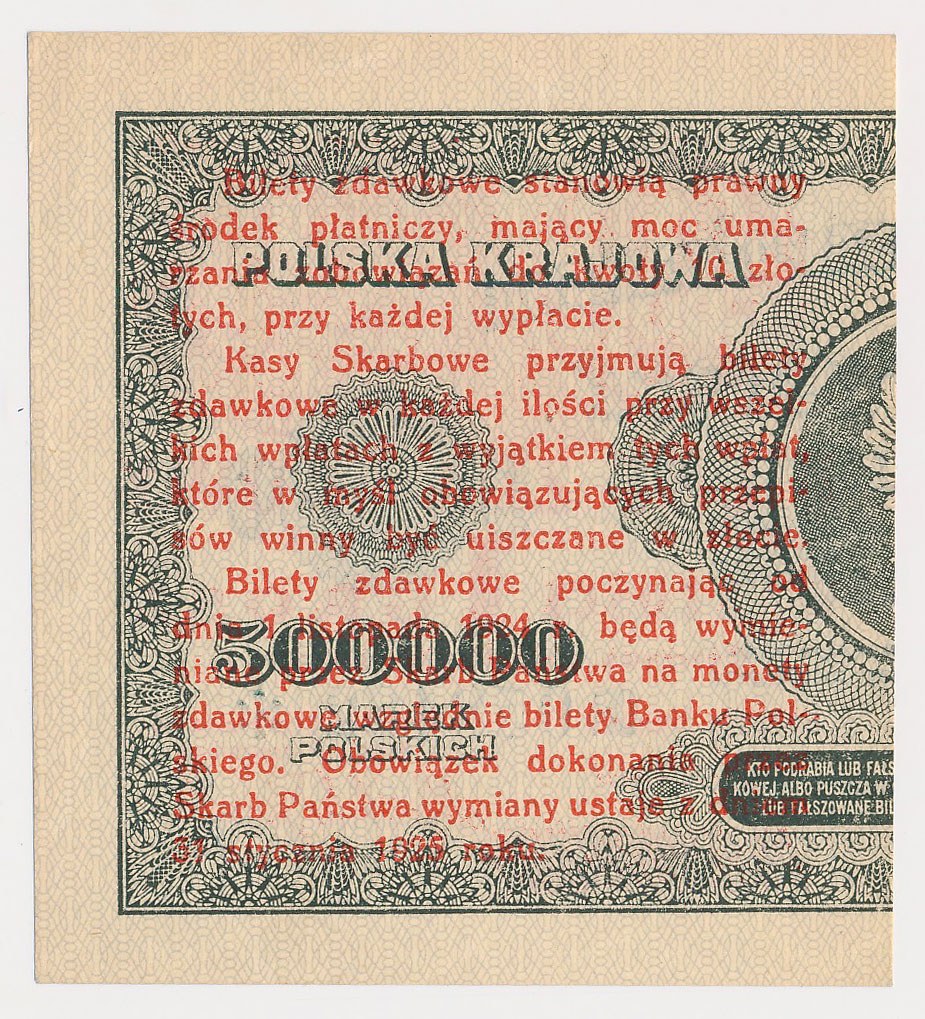 Bilety zdawkowe stanowią prawny
środek płatniczy, mający moc uma-
POLSKA KRAJOWA
rzania zobowiązań do kwoty 10 zło-
tych, przy każdej wypłacie.
Kasy Skarbowe przyjmują bilety
zdawkowe w każdej ilości przy wszel-
kich wpłatach z wyjątkiem tych wpłat,
które w myśl obowiązujących przepi-
sów winny być uiszczane w złocie.
Bilety zdawkowe poczynając od
dnia 1 listopada 1924 r. będą wymie-
500000
niane przez Skarb Państwa na monety
zdawkowe względnie bilety Banku Pol-
MAREK
POLSKICH
skiego. Obowiązek dokonania przez
Skarb Państwa wymiany ustaje z dniem
31 stycznia 1925 roku.
KTO PODRABIA LUB FAŁS
KOWEJ, ALBO PUSZCZA W
LUB FAŁSZOWANE BIL